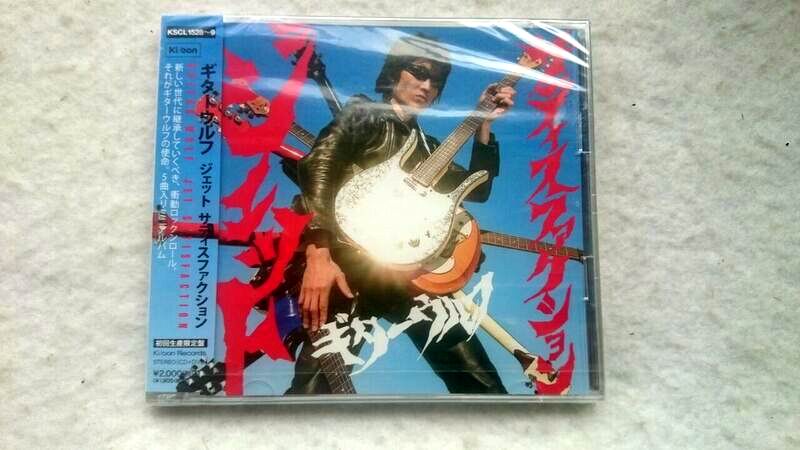 KSCL 1528~9
Ki/oon
ギターウルフ ジェット サティスファクション
GUITAR WOLF JET SATISFACTION
新しい世代に継承していくべき、衝動ロックンロール、
それがギターウルフの使命。5曲入りミニアルバム
初回生産限定盤
Ki/oon Records
STEREO
¥2,000
ジェット
サティスファクション
ギターウルフ